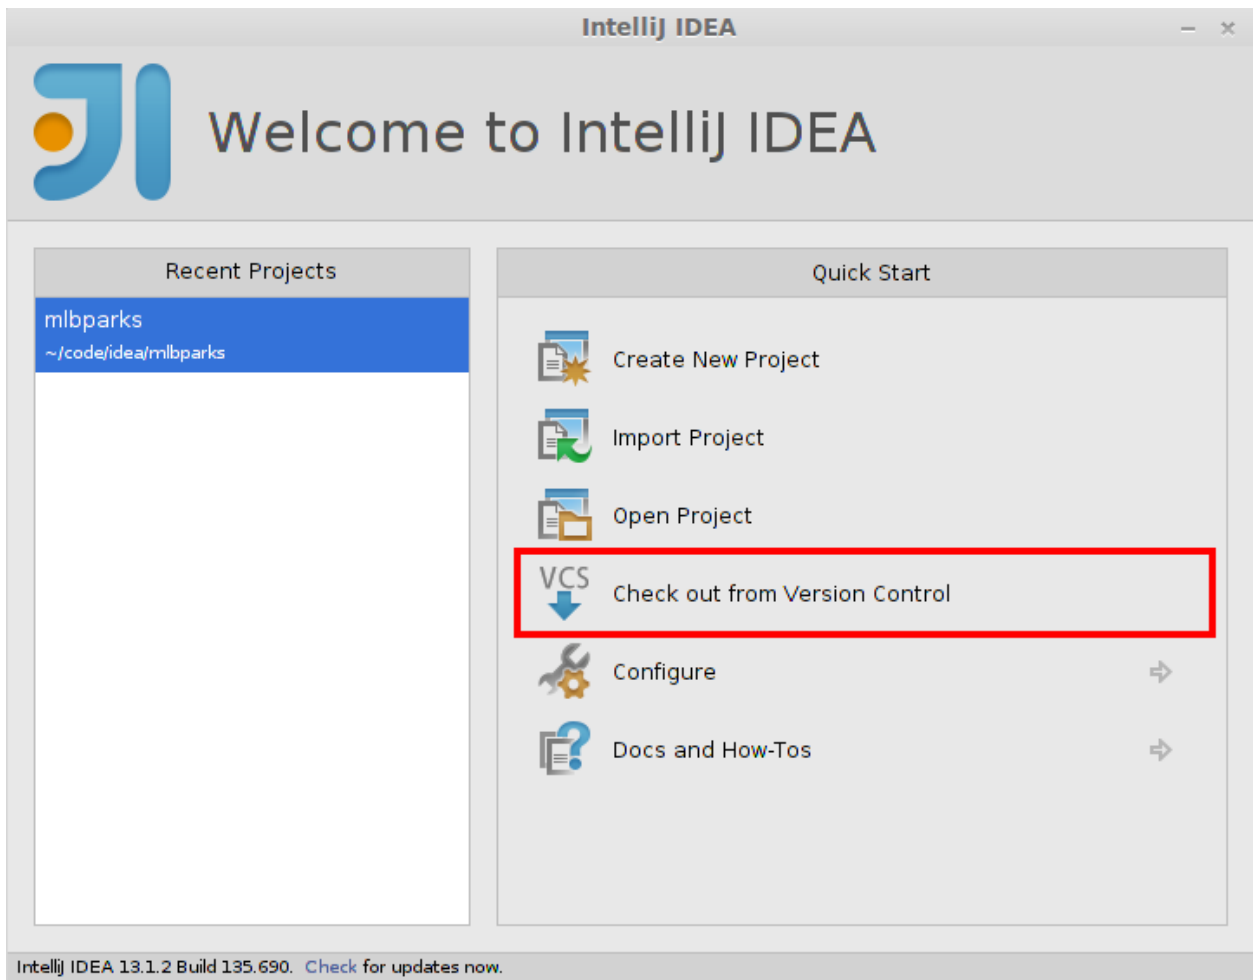 IntelliJ IDEA
Welcome to IntelliJ IDEA
Recent Projects
mlbparks
~/code/idea/mlbparks
Quick Start
Create New Project
Import Project
Open Project
VCS
Check out from Version Control
Configure
Docs and How-Tos
IntelliJ IDEA 13.1.2 Build 135.690. Check for updates now.